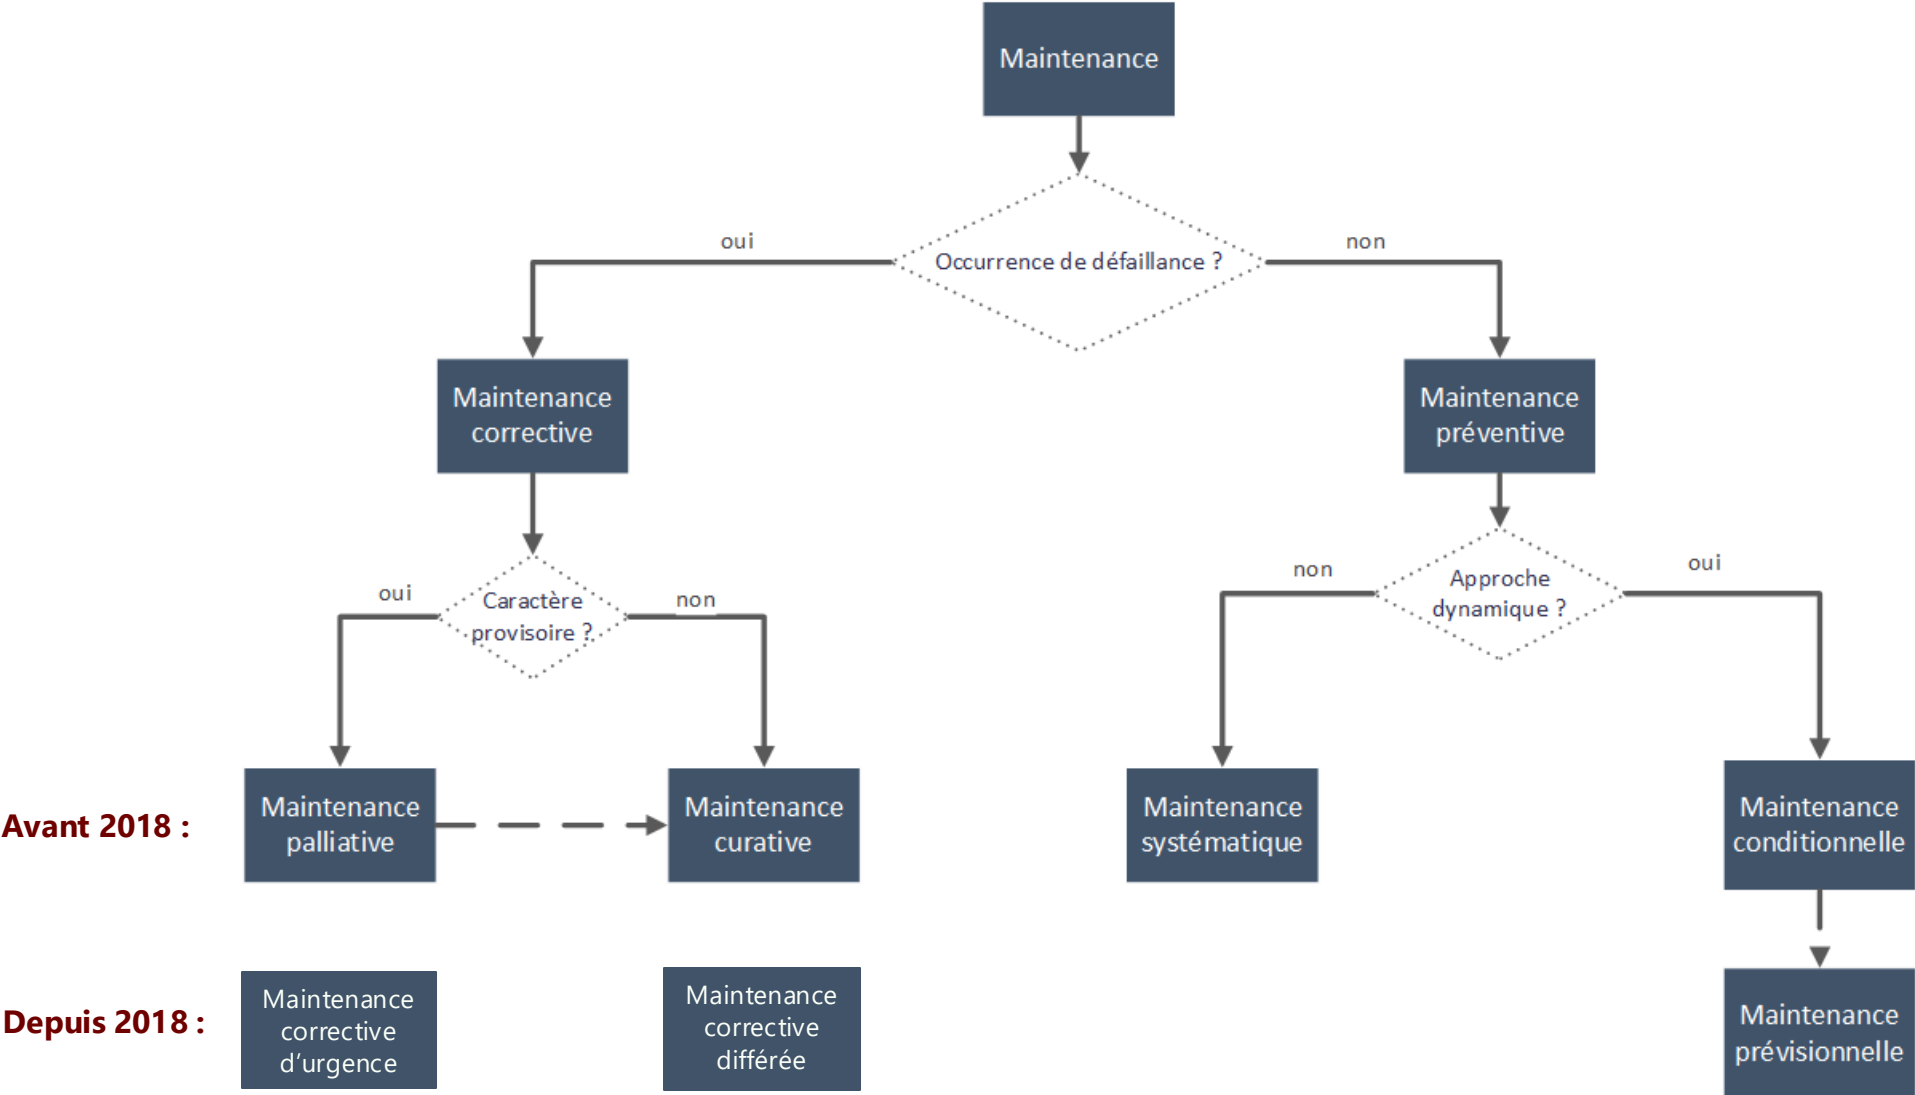 Maintenance
oui
non
Occurrence de défaillance ?
Maintenance
corrective
Maintenance
préventive
oui
Caractère
provisoire ?
non
non
Approche
dynamique ?
oui
Avant 2018 :
Maintenance
palliative
Maintenance
curative
Maintenance
systématique
Maintenance
conditionnelle
Depuis 2018 :
Maintenance
corrective
d’urgence
Maintenance
corrective
différée
Maintenance
prévisionnelle